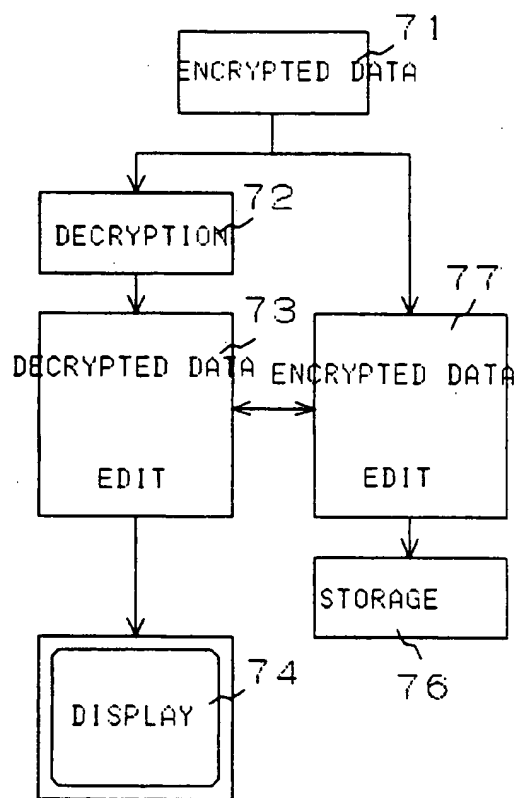 71
ENCRYPTED DATA
72
DECRYPTION
73
DECRYPTED DATA
EDIT
77
ENCRYPTED DATA
EDIT
STORAGE
76
74
DISPLAY